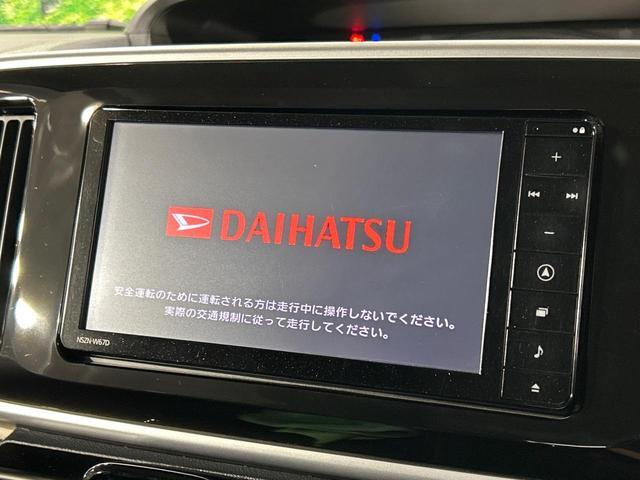 DAIHATSU
安全運転のために運転される方は走行中に操作しないでください。
実際の交通規制に従って走行してください。
NSZN-W67D